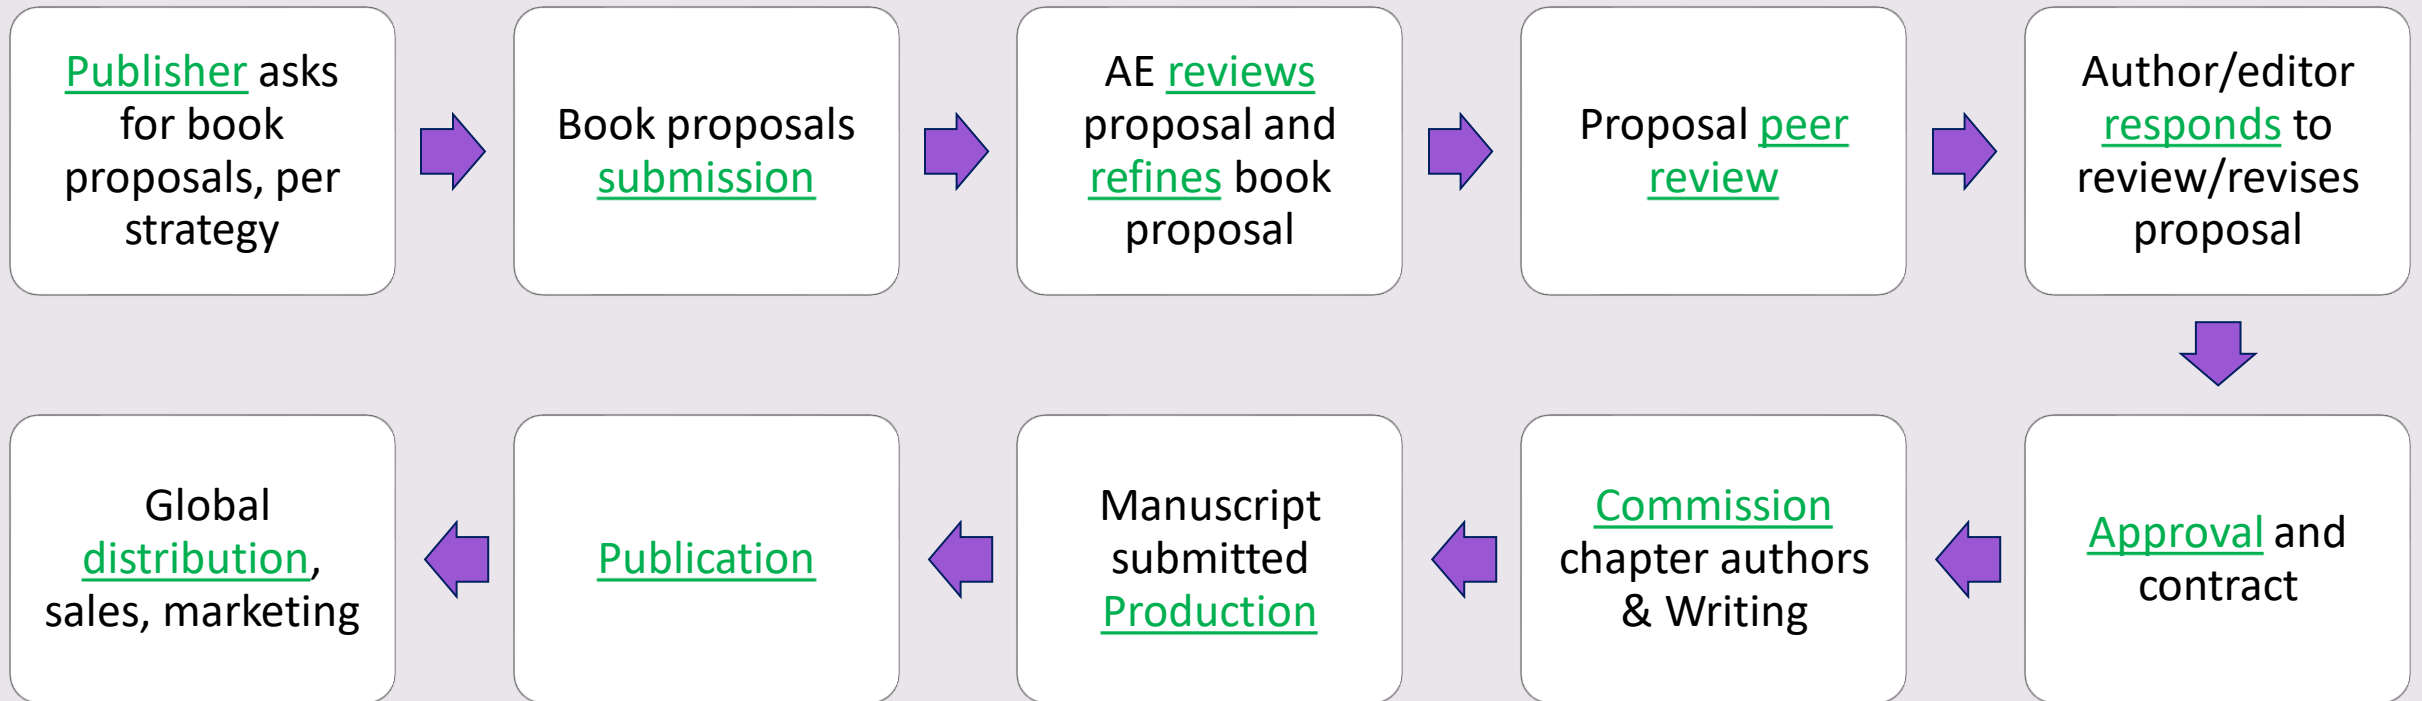 Publisher asks
for book
proposals, per
strategy
Book proposals
submission
AE reviews
proposal and
refines book
proposal
Proposal peer
review
Author/editor
responds to
review/revises
proposal
Global
distribution,
sales, marketing
Publication
Manuscript
submitted
Production
Commission
chapter authors
& Writing
Approval and
contract